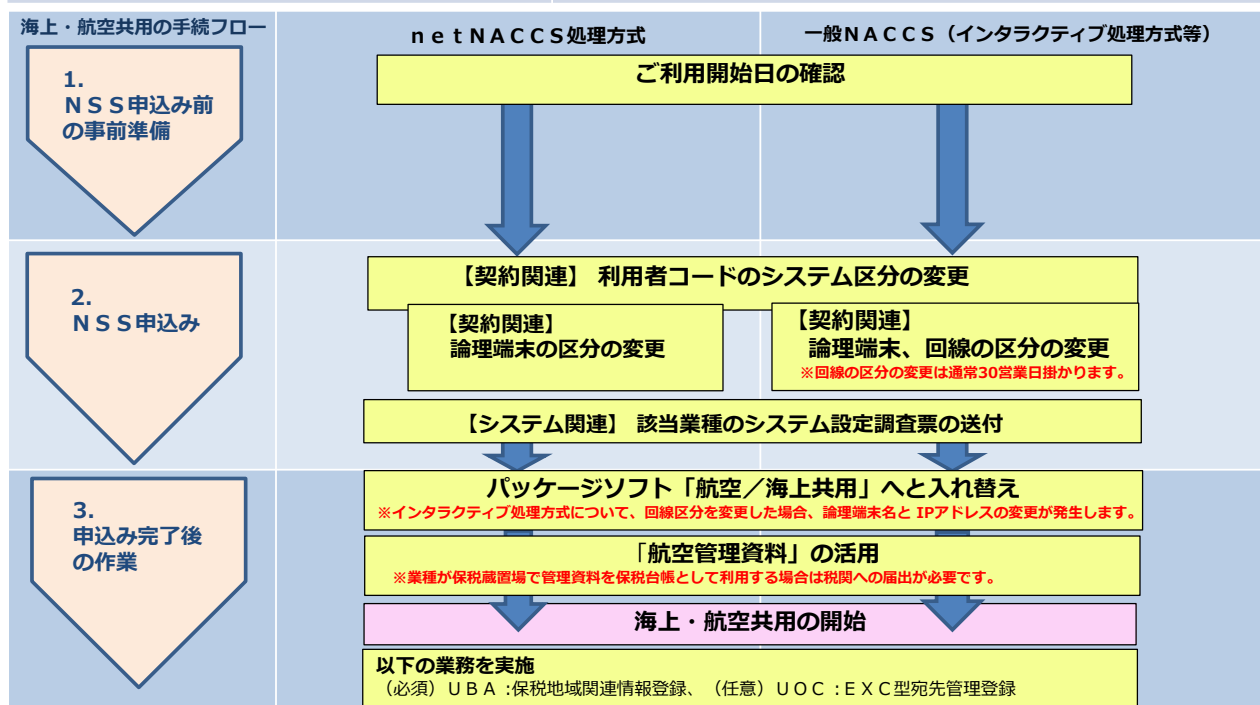 海上・航空共用の手続フロー
ｎｅｔＮＡＣＣＳ処理方式
一般ＮＡＣＣＳ（インタラクティブ処理方式等）
1.
ＮＳＳ申込み前
の事前準備
ご利用開始日の確認
2.
ＮＳＳ申込み
【契約関連】 利用者コードのシステム区分の変更
【契約関連】
論理端末の区分の変更
【契約関連】
論理端末、回線の区分の変更
※回線の区分の変更は通常30営業日掛かります。
【システム関連】 該当業種のシステム設定調査票の送付
3.
申込み完了後
の作業
パッケージソフト「航空／海上共用」へと入れ替え
※インタラクティブ処理方式について、回線区分を変更した場合、論理端末名と IPアドレスの変更が発生します。
「航空管理資料」の活用
※業種が保税蔵置場で管理資料を保税台帳として利用する場合は税関への届出が必要です。
海上・航空共用の開始
以下の業務を実施
（必須）ＵＢＡ：保税地域関連情報登録、（任意）ＵＯＣ：ＥＸＣ型宛先管理登録